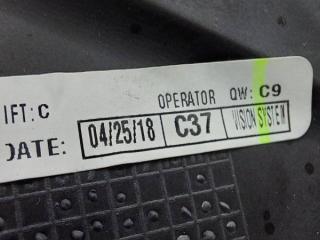 IFT: C OPERATOR QW: C9
DATE: 04/25/18 C37 VISION SYSTEM